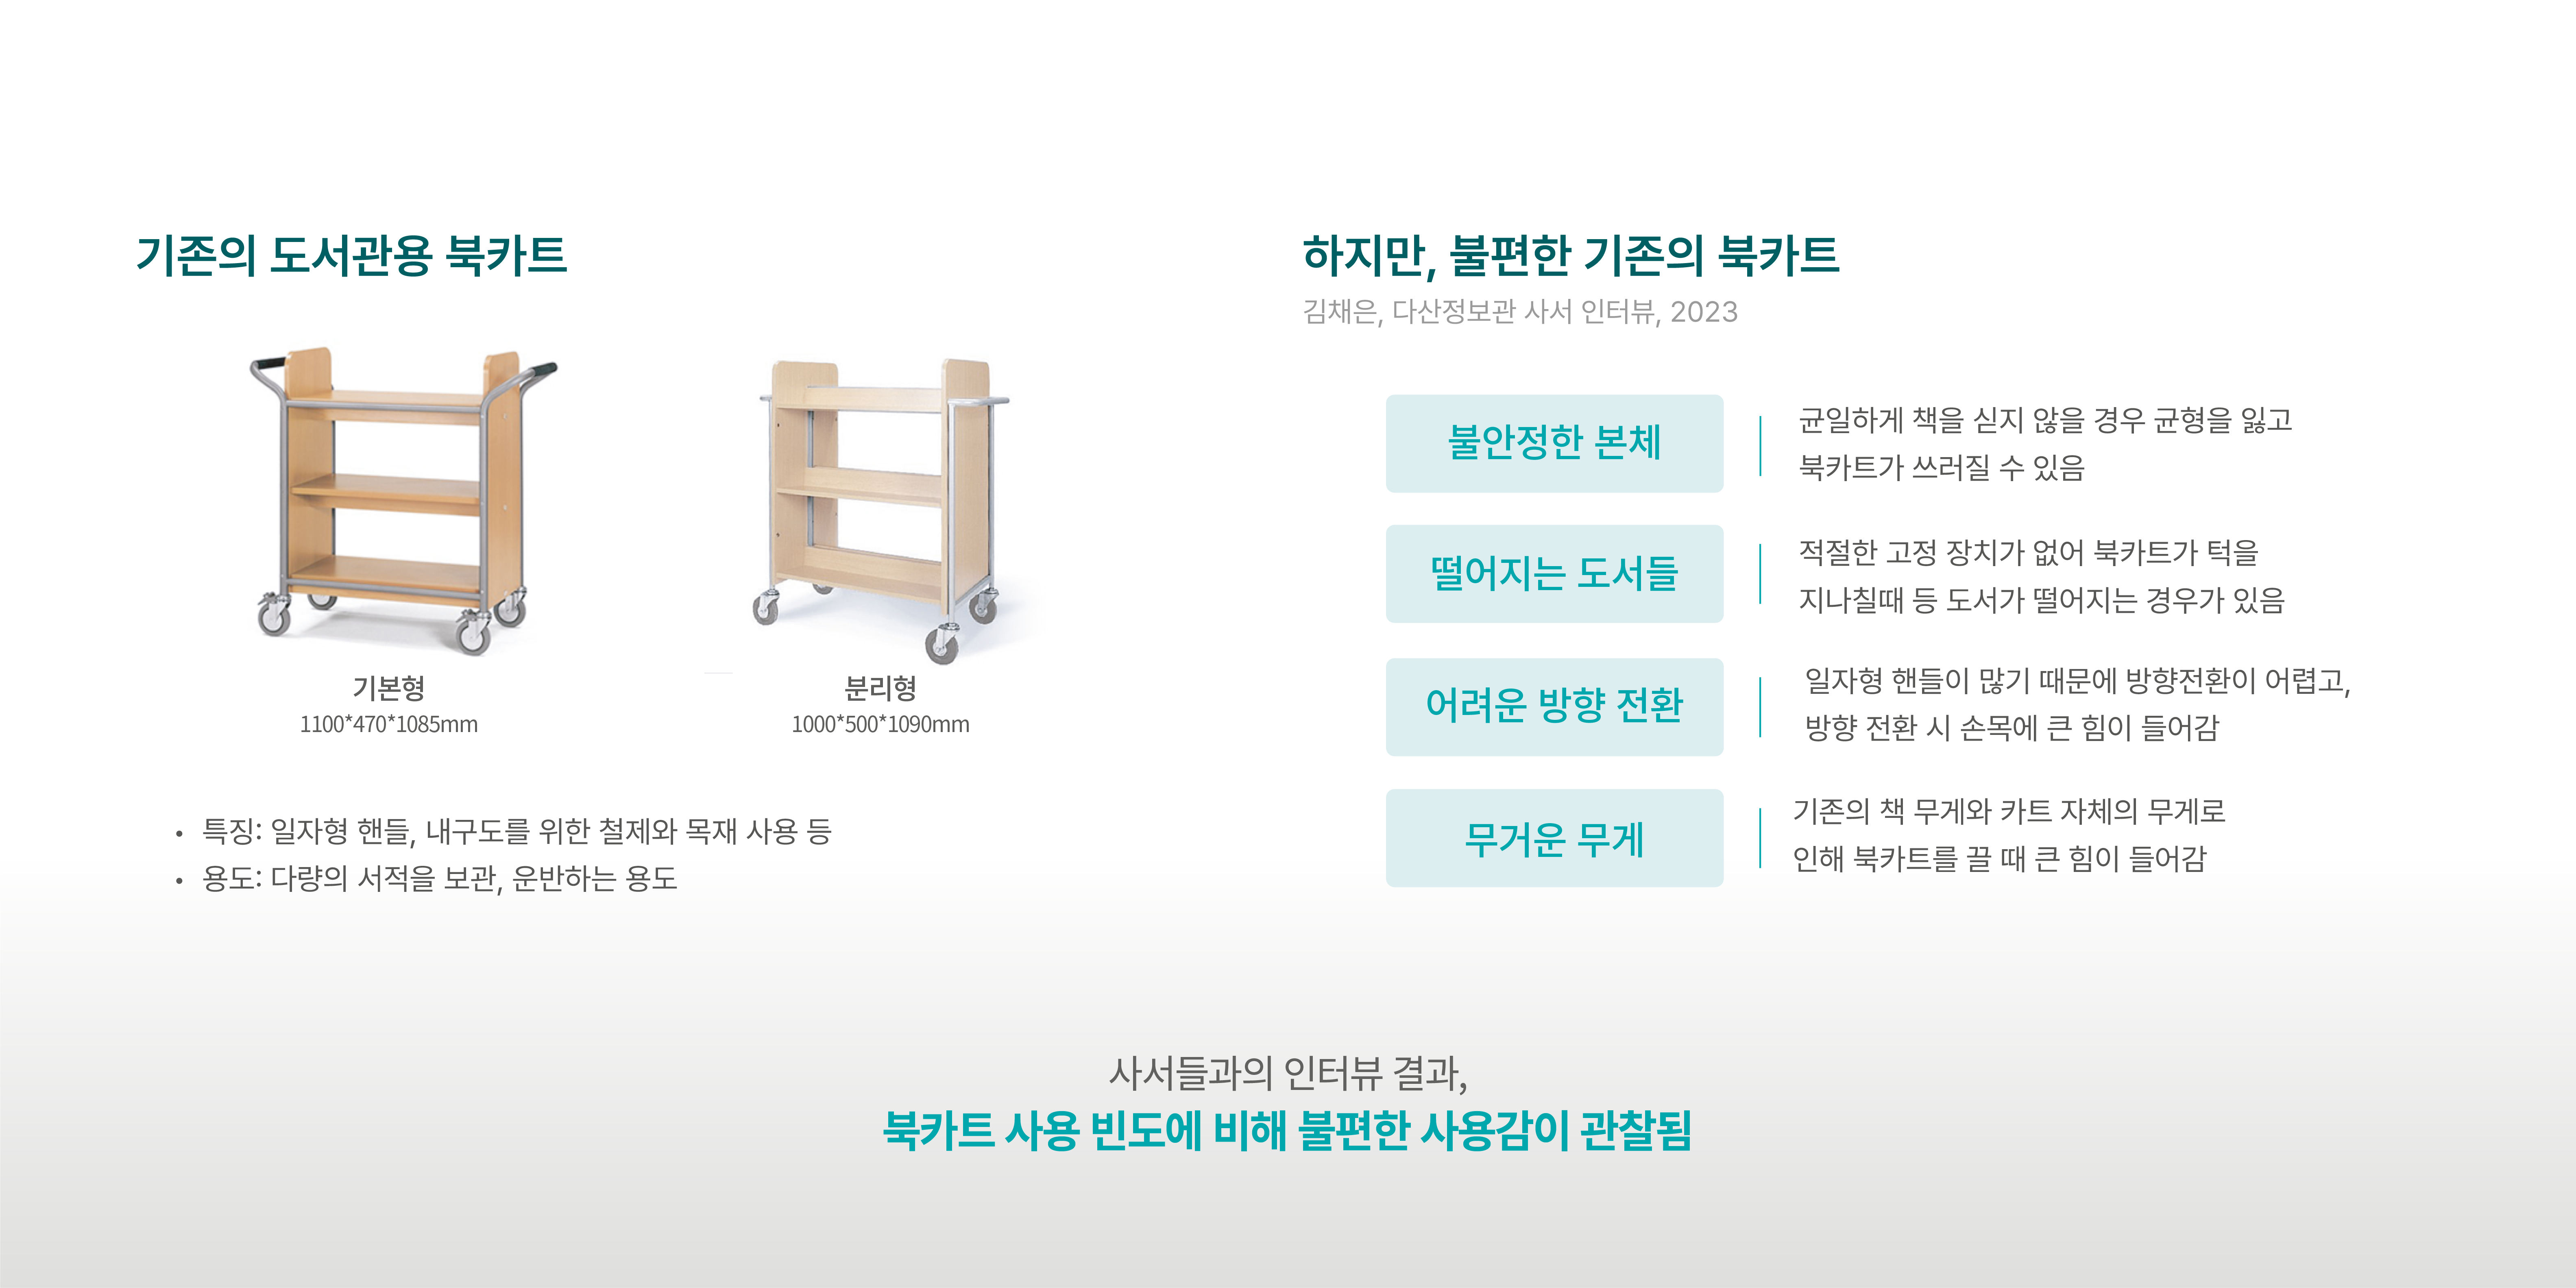 기존의 도서관용 북카트
기본형
1100*470*1085mm
분리형
1000*500*1090mm
• 특징: 일자형 핸들, 내구도를 위한 철제와 목재 사용 등
• 용도: 다량의 서적을 보관, 운반하는 용도
하지만, 불편한 기존의 북카트
김채은, 다산정보관 사서 인터뷰, 2023
불안정한 본체
균일하게 책을 싣지 않을 경우 균형을 잃고
북카트가 쓰러질 수 있음
떨어지는 도서들
적절한 고정 장치가 없어 북카트가 턱을
지나칠때 등 도서가 떨어지는 경우가 있음
어려운 방향 전환
일자형 핸들이 많기 때문에 방향전환이 어렵고,
방향 전환 시 손목에 큰 힘이 들어감
무거운 무게
기존의 책 무게와 카트 자체의 무게로
인해 북카트를 끌 때 큰 힘이 들어감
사서들과의 인터뷰 결과,
북카트 사용 빈도에 비해 불편한 사용감이 관찰됨